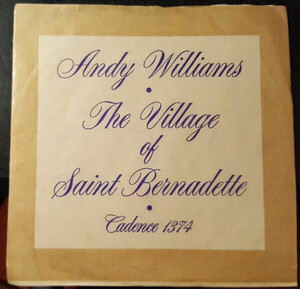 Andy Williams
•
The Village
of
Saint Bernadette
•
Cadence 1374